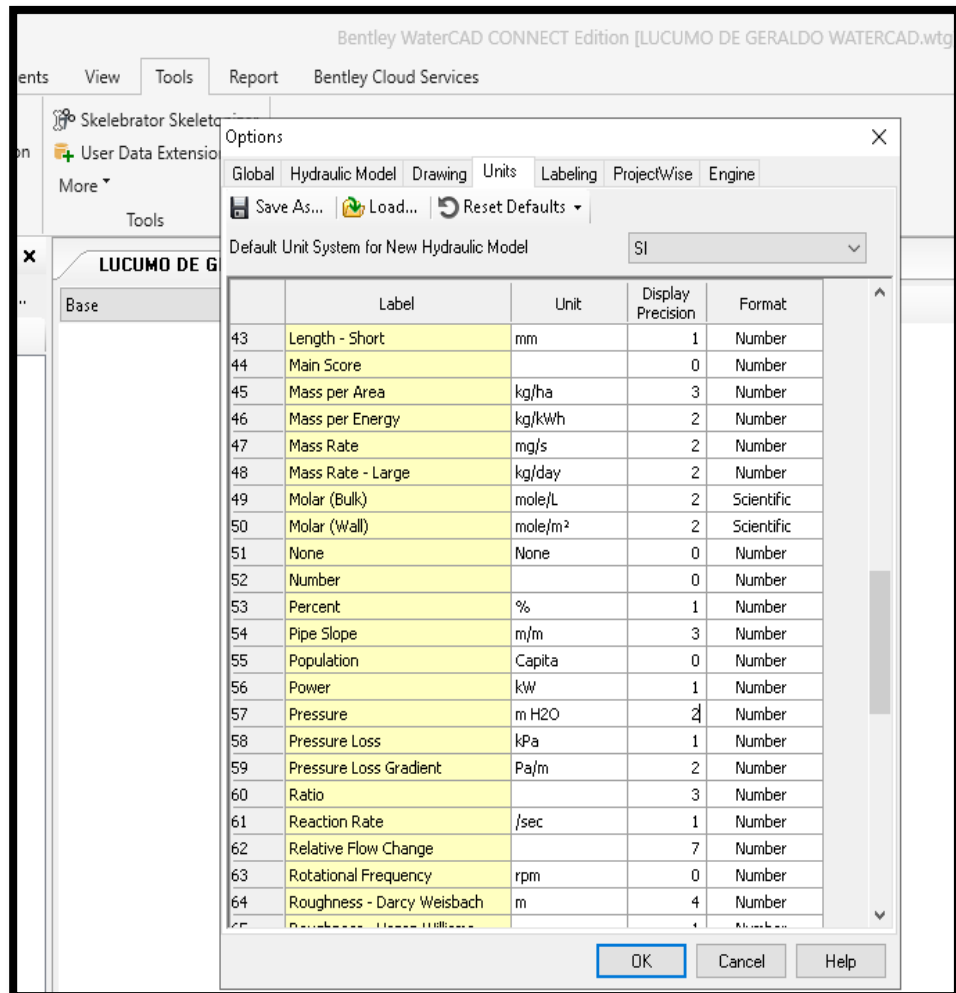 Bentley WaterCAD CONNECT Edition [LUCUMO DE GERALDO WATERCAD.wtg
ents View Tools Report Bentley Cloud Services
Skelebrator Skeleto
on User Data Extensio
More
Tools
LUCUMO DE G
Base
Options
Global Hydraulic Model Drawing Units Labeling ProjectWise Engine
Save As... Load... Reset Defaults
Default Unit System for New Hydraulic Model SI
Label Unit Display Precision Format
43 Length - Short mm 1 Number
44 Main Score 0 Number
45 Mass per Area kg/ha 3 Number
46 Mass per Energy kg/kWh 2 Number
47 Mass Rate mg/s 2 Number
48 Mass Rate - Large kg/day 2 Number
49 Molar (Bulk) mole/L 2 Scientific
50 Molar (Wall) mole/m² 2 Scientific
51 None None 0 Number
52 Number 0 Number
53 Percent % 1 Number
54 Pipe Slope m/m 3 Number
55 Population Capita 0 Number
56 Power kW 1 Number
57 Pressure m H2O 2 Number
58 Pressure Loss kPa 1 Number
59 Pressure Loss Gradient Pa/m 2 Number
60 Ratio 3 Number
61 Reaction Rate /sec 1 Number
62 Relative Flow Change 7 Number
63 Rotational Frequency rpm 0 Number
64 Roughness - Darcy Weisbach m 4 Number
OK Cancel Help